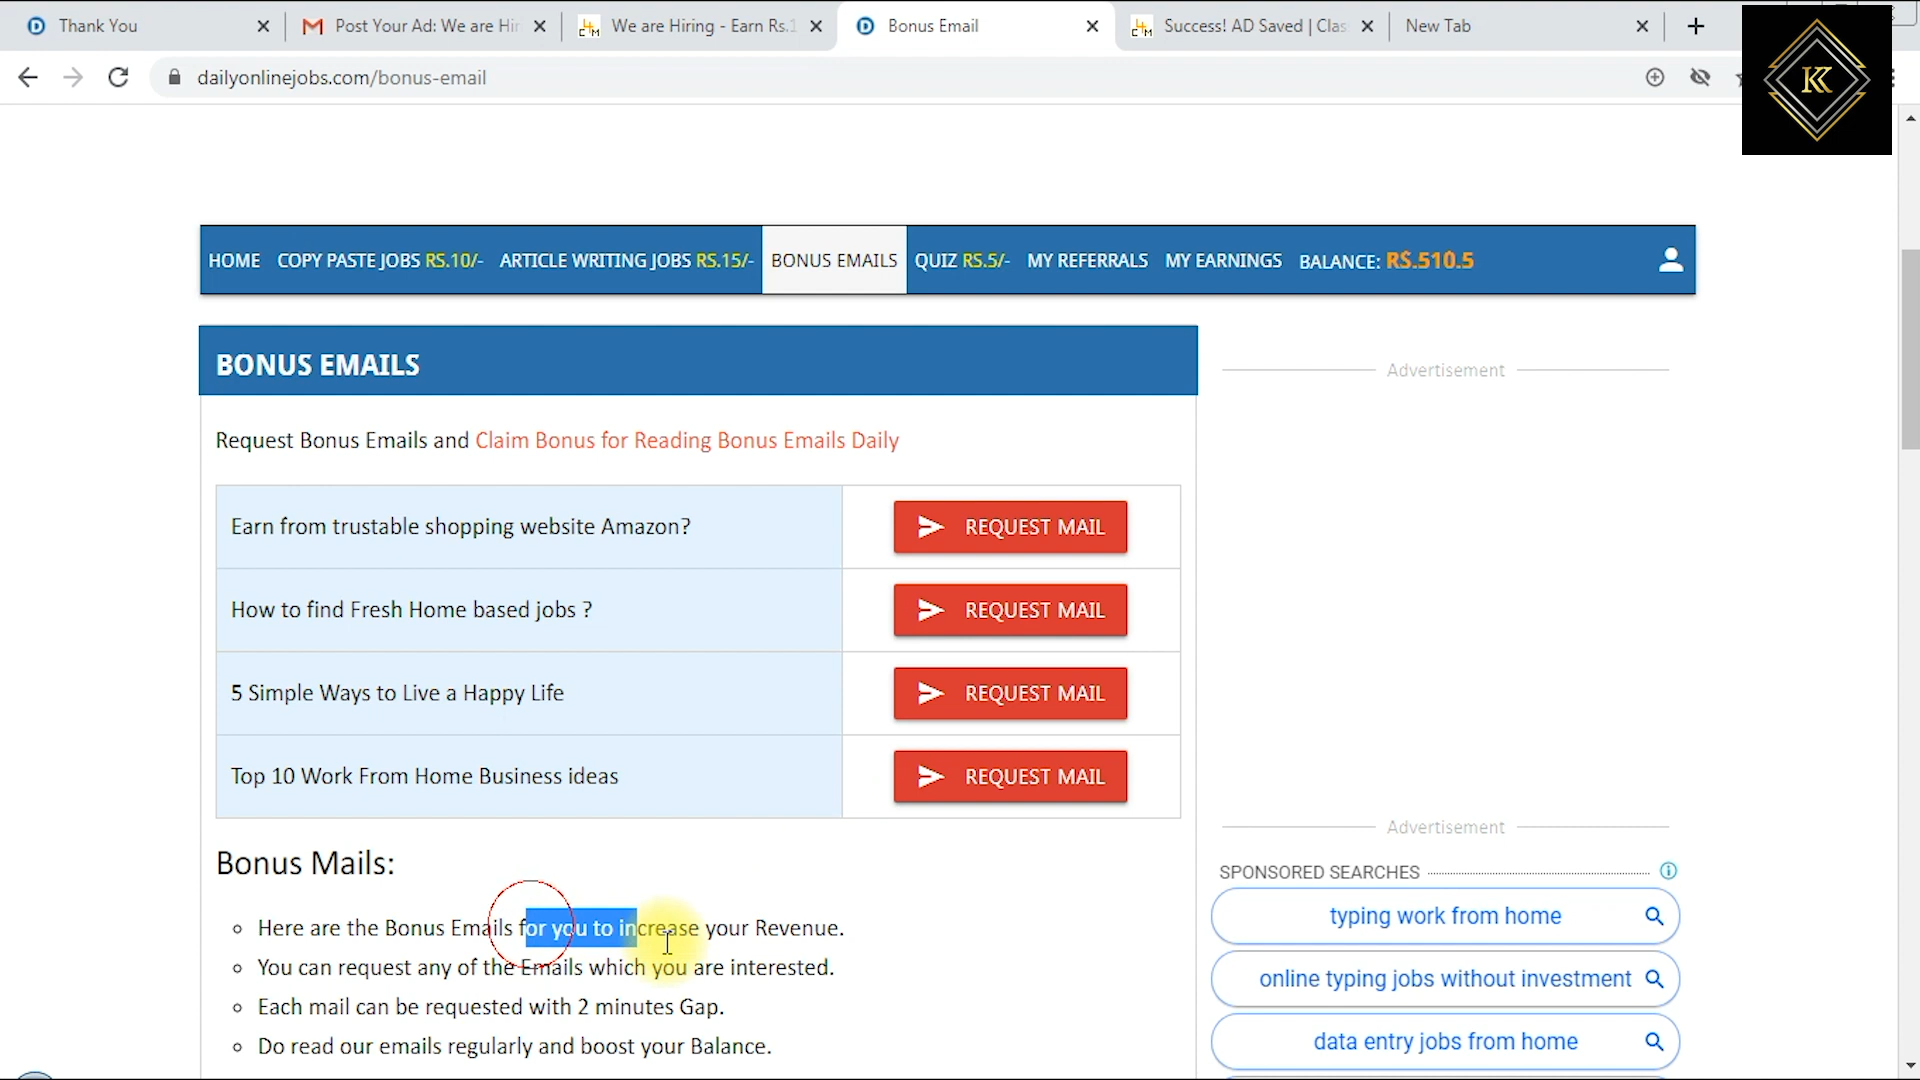 Thank You
Post Your Ad: We are Hi
We are Hiring - Earn Rs.1
Bonus Email
Success! AD Saved | Clas
New Tab
dailyonlinejobs.com/bonus-email
K
HOME COPY PASTE JOBS RS.10/- ARTICLE WRITING JOBS RS.15/- BONUS EMAILS QUIZ RS.5/- MY REFERRALS MY EARNINGS BALANCE: RS.510.5
BONUS EMAILS
Advertisement
Request Bonus Emails and Claim Bonus for Reading Bonus Emails Daily
Earn from trustable shopping website Amazon? REQUEST MAIL
How to find Fresh Home based jobs ? REQUEST MAIL
5 Simple Ways to Live a Happy Life REQUEST MAIL
Top 10 Work From Home Business ideas REQUEST MAIL
Bonus Mails:
Here are the Bonus Emails for you to increase your Revenue.
You can request any of the Emails which you are interested.
Each mail can be requested with 2 minutes Gap.
Do read our emails regularly and boost your Balance.
Advertisement
SPONSORED SEARCHES
typing work from home
online typing jobs without investment
data entry jobs from home